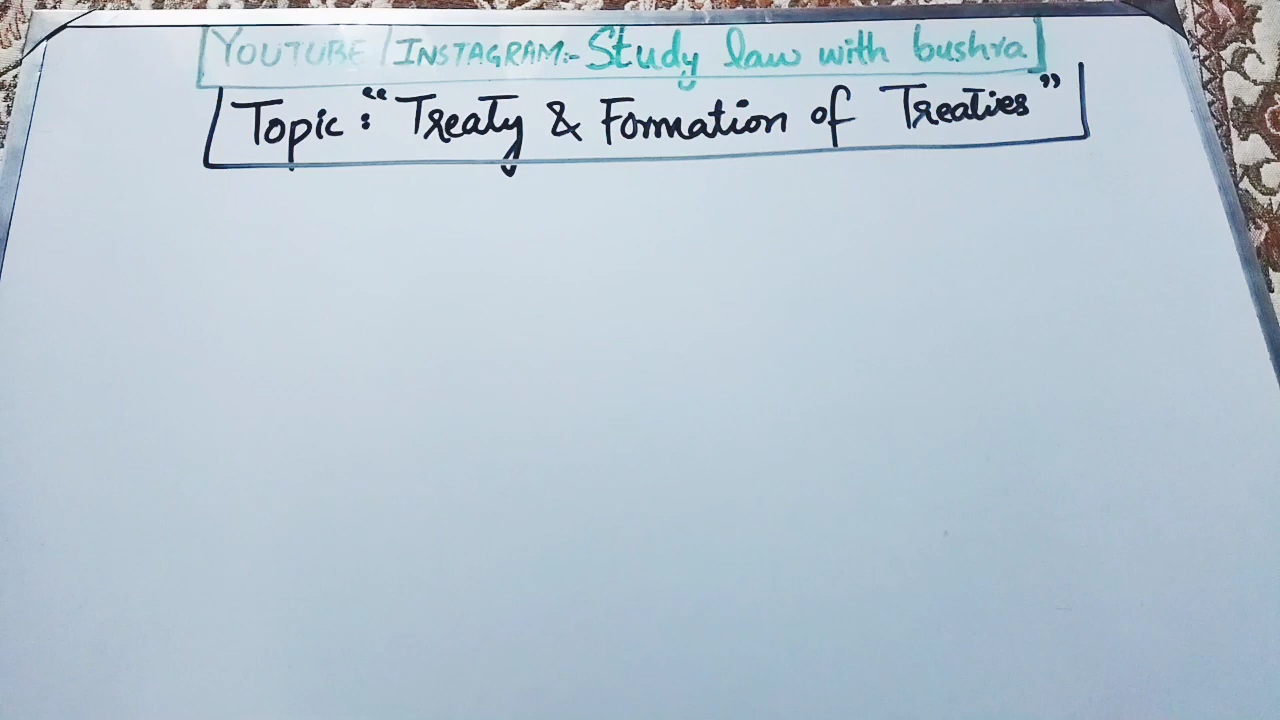 YOUTUBE / INSTAGRAM:- Study law with bushra
Topic : "Treaty & Formation of Treaties"